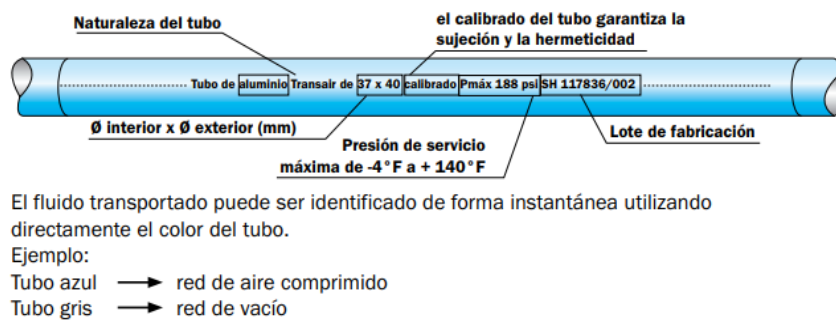 Naturaleza del tubo
el calibrado del tubo garantiza la
sujeción y la hermeticidad
Tubo de aluminio Transair de 37 x 40 calibrado Pmáx 188 psi SH 117836/002
Ø interior x Ø exterior (mm)
Presión de servicio
máxima de -4°F a + 140°F
Lote de fabricación
El fluido transportado puede ser identificado de forma instantánea utilizando
directamente el color del tubo.
Ejemplo:
Tubo azul → red de aire comprimido
Tubo gris → red de vacío